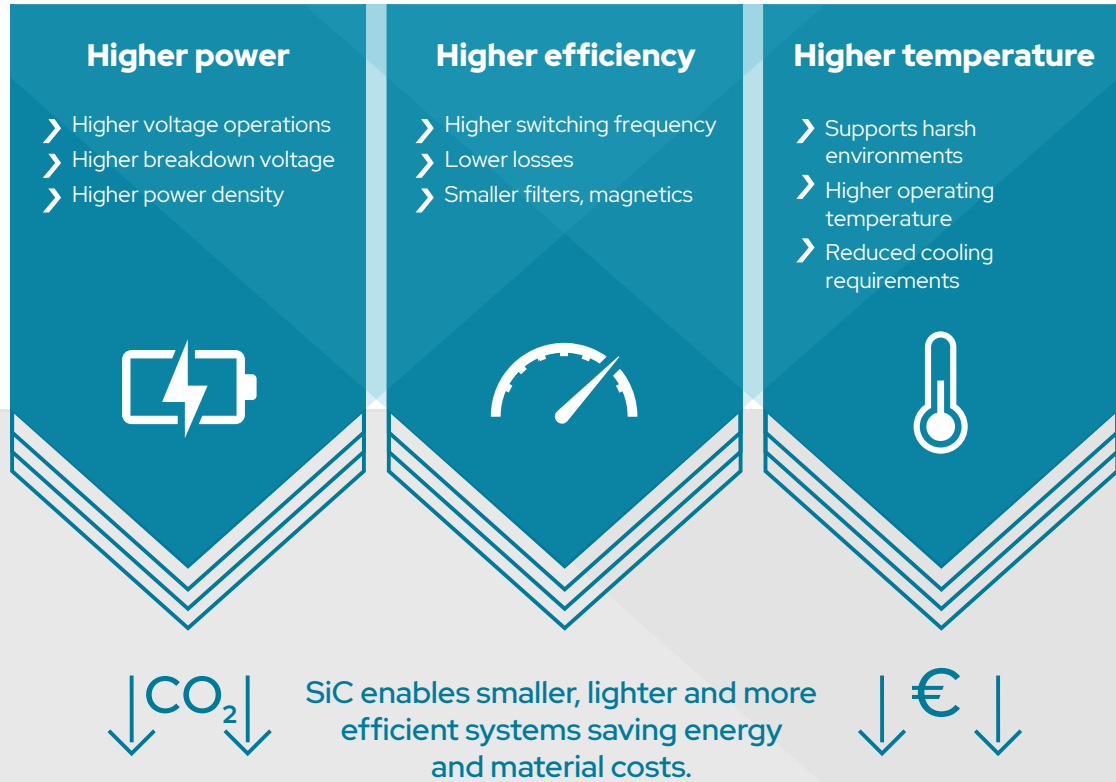 Higher power
Higher voltage operations
Higher breakdown voltage
Higher power density
Higher efficiency
Higher switching frequency
Lower losses
Smaller filters, magnetics
Higher temperature
Supports harsh
environments
Higher operating
temperature
Reduced cooling
requirements
CO₂
SiC enables smaller, lighter and more
efficient systems saving energy
and material costs.
€